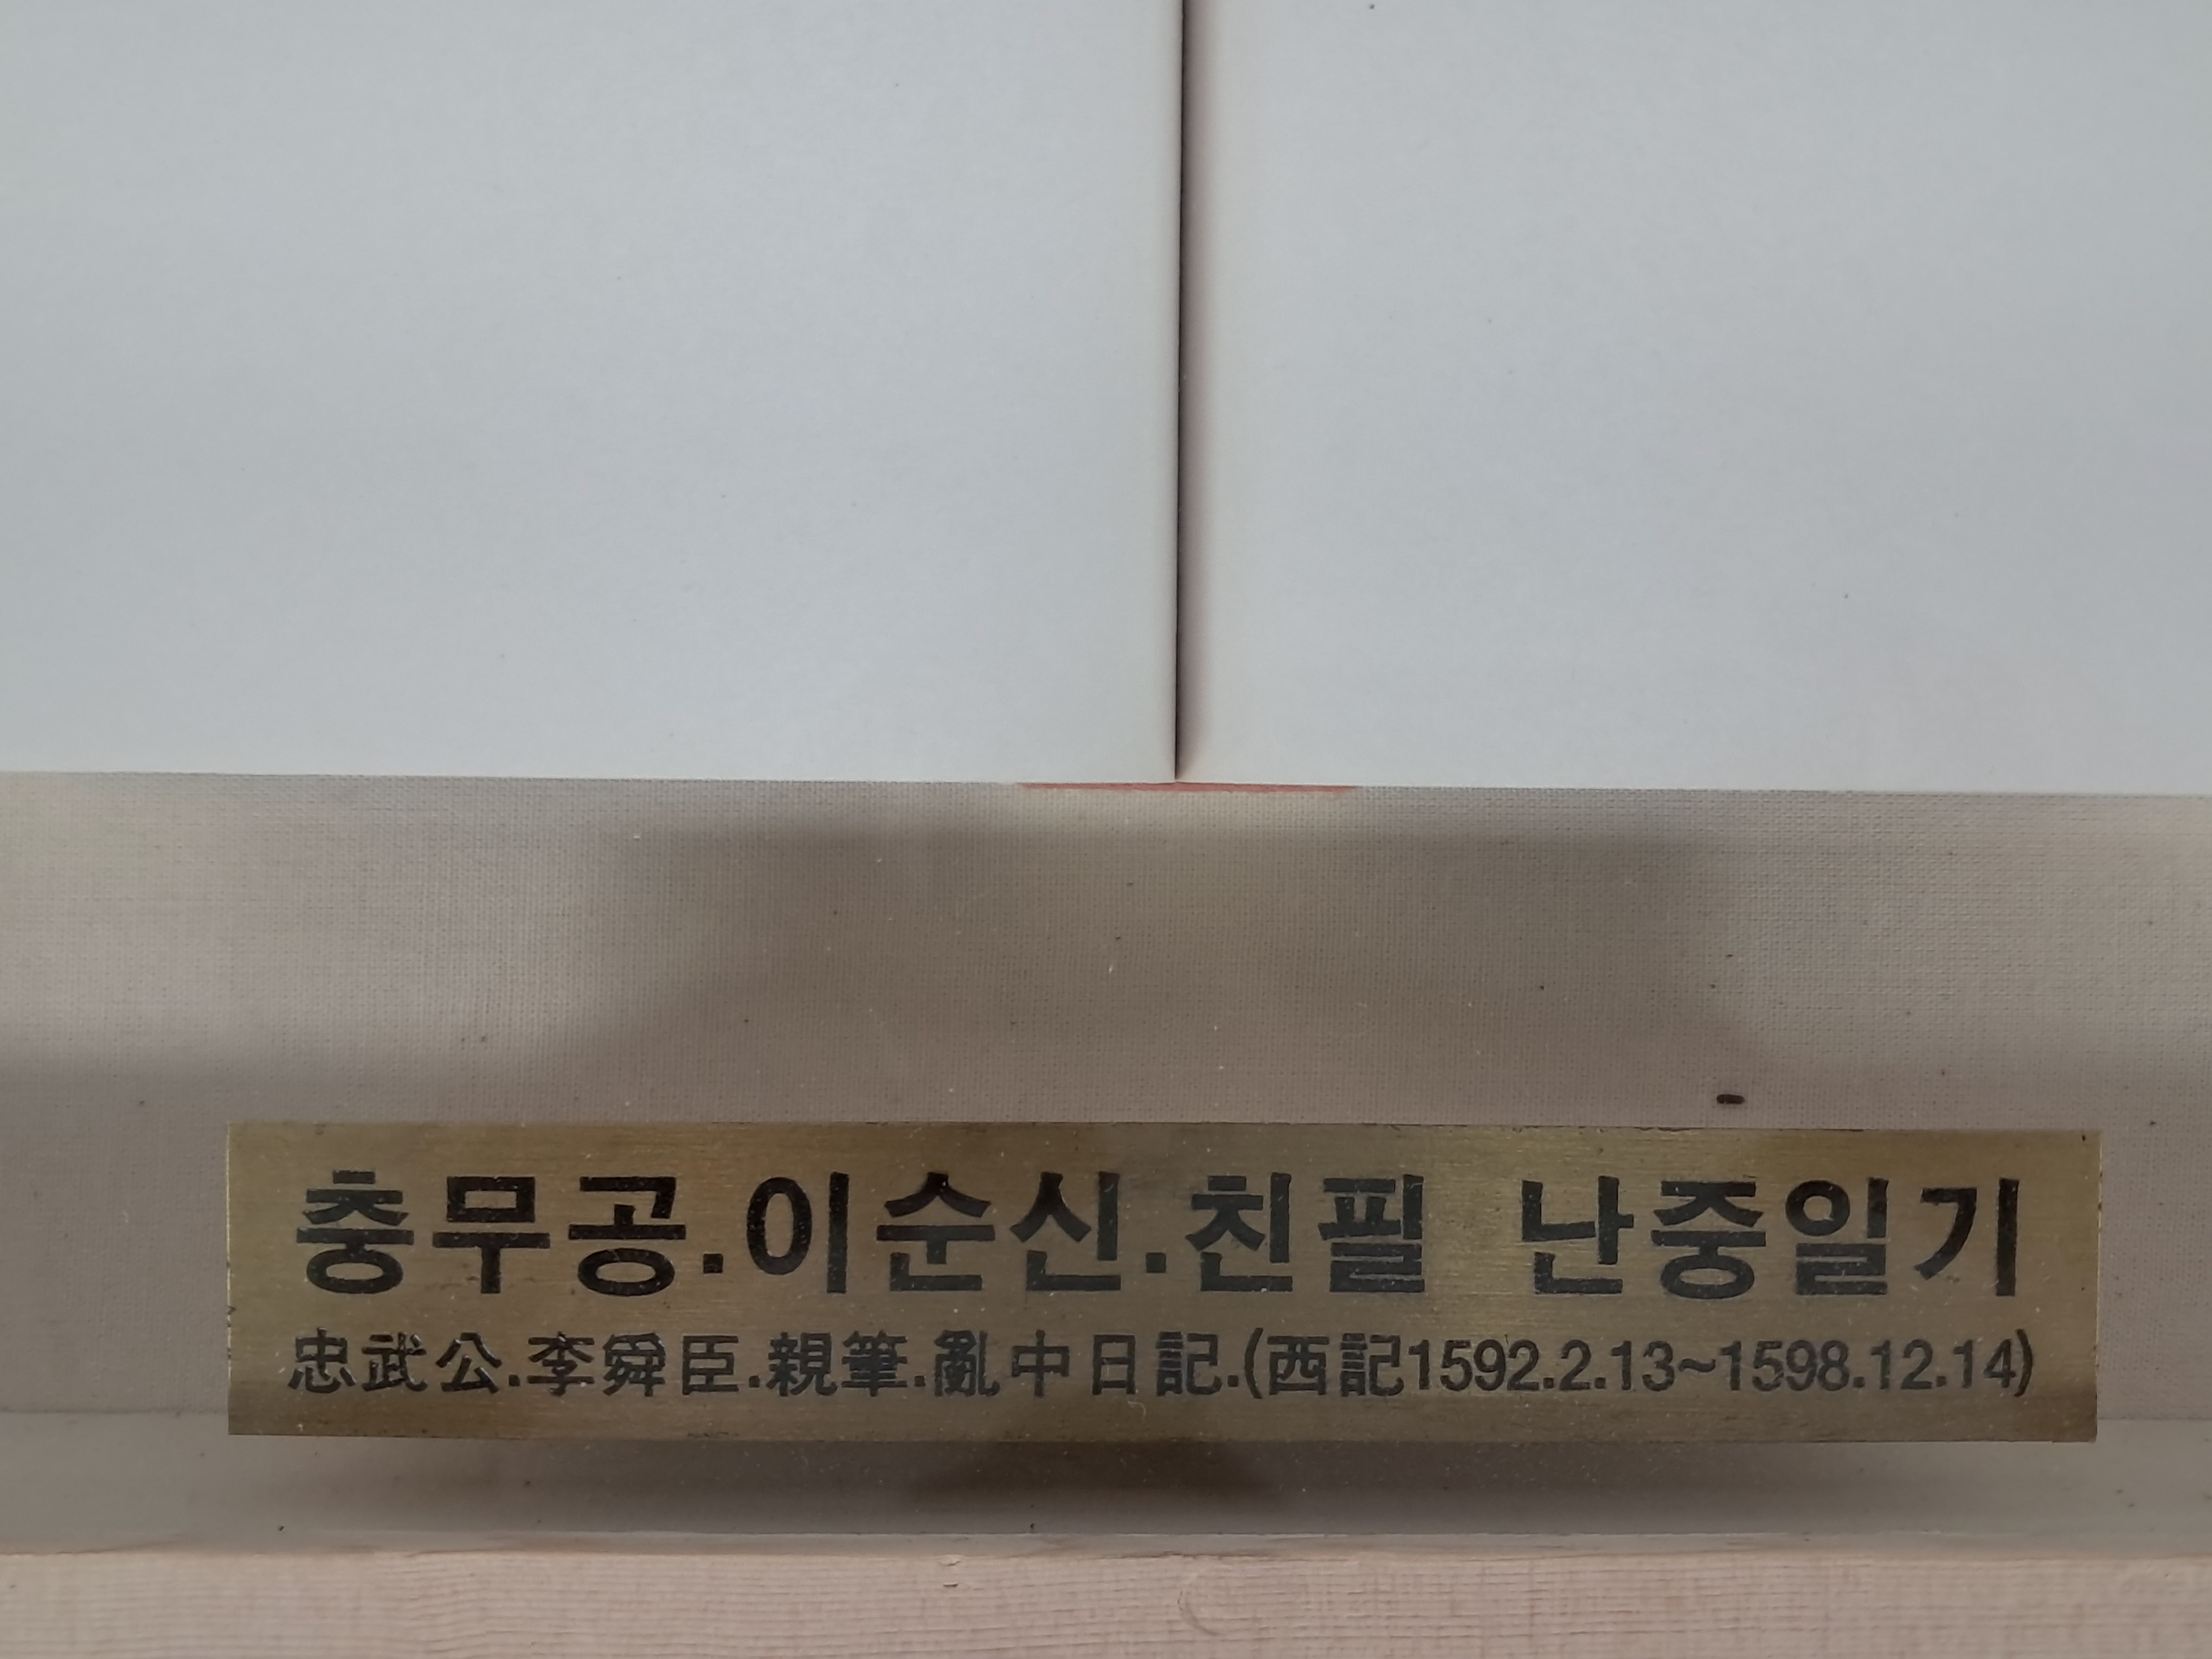 충무공.이순신.친필 난중일기
忠武公.李舜臣.親筆.亂中日記.(西記1592.2.13~1598.12.14)